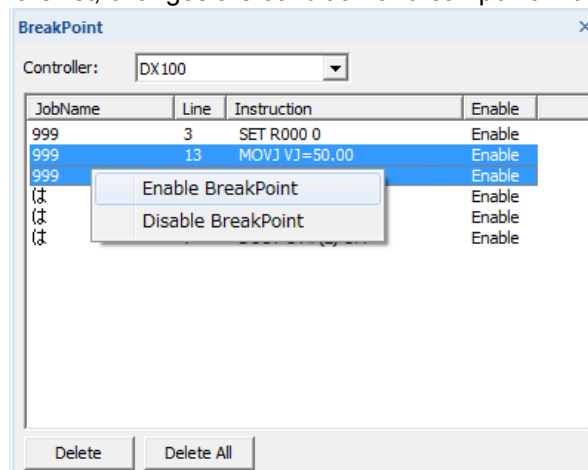 BreakPoint ×
Controller: DX100
JobName Line Instruction Enable
999 3 SET R000 0 Enable
999 13 MOVJ VJ=50.00 Enable
999 Enable
Enable BreakPoint
は Enable
は Enable
Disable BreakPoint
は Enable
Delete Delete All